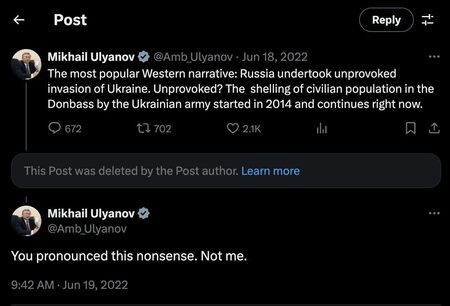 Post
Reply
Mikhail Ulyanov @Amb_Ulyanov · Jun 18, 2022
The most popular Western narrative: Russia undertook unprovoked
invasion of Ukraine. Unprovoked? The shelling of civilian population in the
Donbass by the Ukrainian army started in 2014 and continues right now.
672 702 2.1K
This Post was deleted by the Post author. Learn more
Mikhail Ulyanov
@Amb_Ulyanov
You pronounced this nonsense. Not me.
9:42 AM · Jun 19, 2022